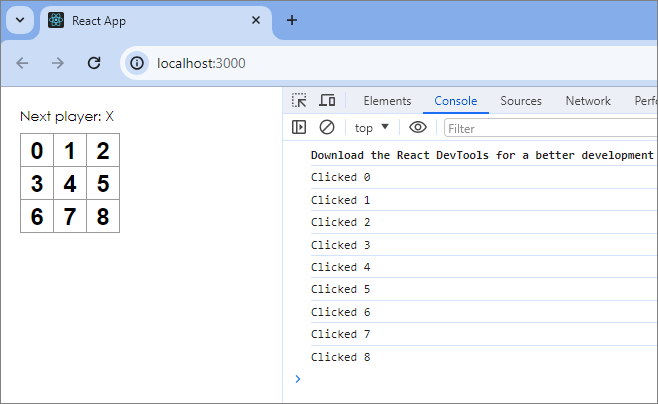 React App
localhost:3000
Next player: X
0 1 2
3 4 5
6 7 8
Elements Console Sources Network
top Filter
Download the React DevTools for a better development
Clicked 0
Clicked 1
Clicked 2
Clicked 3
Clicked 4
Clicked 5
Clicked 6
Clicked 7
Clicked 8